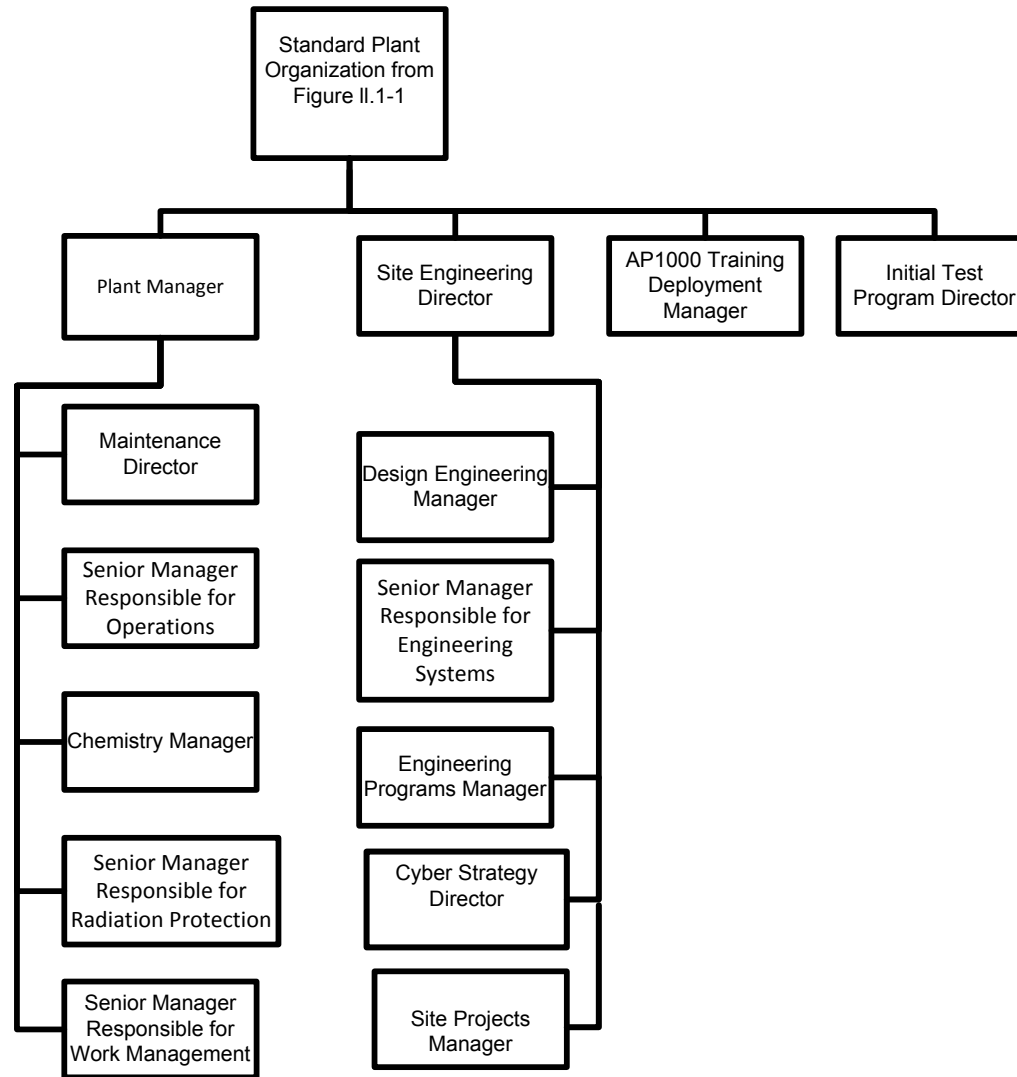 Standard Plant
Organization from
Figure II.1-1
Plant Manager
Site Engineering
Director
AP1000 Training
Deployment
Manager
Initial Test
Program Director
Maintenance
Director
Senior Manager
Responsible for
Operations
Chemistry Manager
Senior Manager
Responsible for
Radiation Protection
Senior Manager
Responsible for
Work Management
Design Engineering
Manager
Senior Manager
Responsible for
Engineering
Systems
Engineering
Programs Manager
Cyber Strategy
Director
Site Projects
Manager